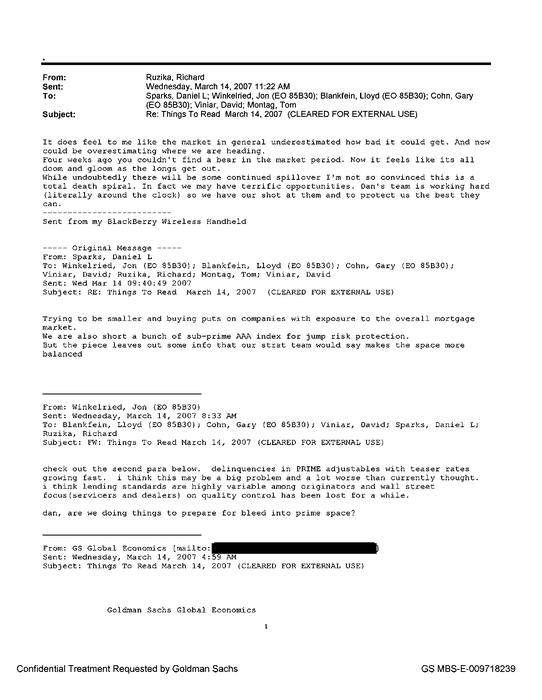 From: Ruzika, Richard
Sent: Wednesday, March 14, 2007 11:22 AM
To: Sparks, Daniel L; Winkelried, Jon (EO 85B30); Blankfein, Lloyd (EO 85B30); Cohn, Gary
(EO 85B30); Viniar, David; Montag, Tom
Subject: Re: Things To Read March 14, 2007 (CLEARED FOR EXTERNAL USE)
It does feel to me like the market in general underestimated how bad it could get. And now
could be overestimating where we are heading.
Four weeks ago you couldn't find a bear in the market period. Now it feels like its all
doom and gloom as the longs get out.
While undoubtedly there will be some continued spillover I'm not so convinced this is a
total death spiral. In fact we may have terrific opportunities. Dan's team is working hard
(literally around the clock) so we have our shot at them and to protect us the best they
can.
--------------------------
Sent from my BlackBerry Wireless Handheld
----- Original Message -----
From: Sparks, Daniel L
To: Winkelried, Jon (EO 85B30); Blankfein, Lloyd (EO 85B30); Cohn, Gary (EO 85B30);
Viniar, David; Ruzika, Richard; Montag, Tom; Viniar, David
Sent: Wed Mar 14 09:40:49 2007
Subject: RE: Things To Read March 14, 2007 (CLEARED FOR EXTERNAL USE)
Trying to be smaller and buying puts on companies with exposure to the overall mortgage
market.
We are also short a bunch of sub-prime AAA index for jump risk protection.
But the piece leaves out some info that our strat team would say makes the space more
balanced
From: Winkelried, Jon (EO 85B30)
Sent: Wednesday, March 14, 2007 8:33 AM
To: Blankfein, Lloyd (EO 85B30); Cohn, Gary (EO 85B30); Viniar, David; Sparks, Daniel L;
Ruzika, Richard
Subject: FW: Things To Read March 14, 2007 (CLEARED FOR EXTERNAL USE)
check out the second para below. delinquencies in PRIME adjustables with teaser rates
growing fast. i think this may be a big problem and a lot worse than currently thought.
i think lending standards are highly variable among originators and wall street
focus(servicers and dealers) on quality control has been lost for a while.
dan, are we doing things to prepare for bleed into prime space?
From: GS Global Economics [mailto: ]
Sent: Wednesday, March 14, 2007 4:59 AM
Subject: Things To Read March 14, 2007 (CLEARED FOR EXTERNAL USE)
Goldman Sachs Global Economics
1
Confidential Treatment Requested by Goldman Sachs GS MBS-E-009718239